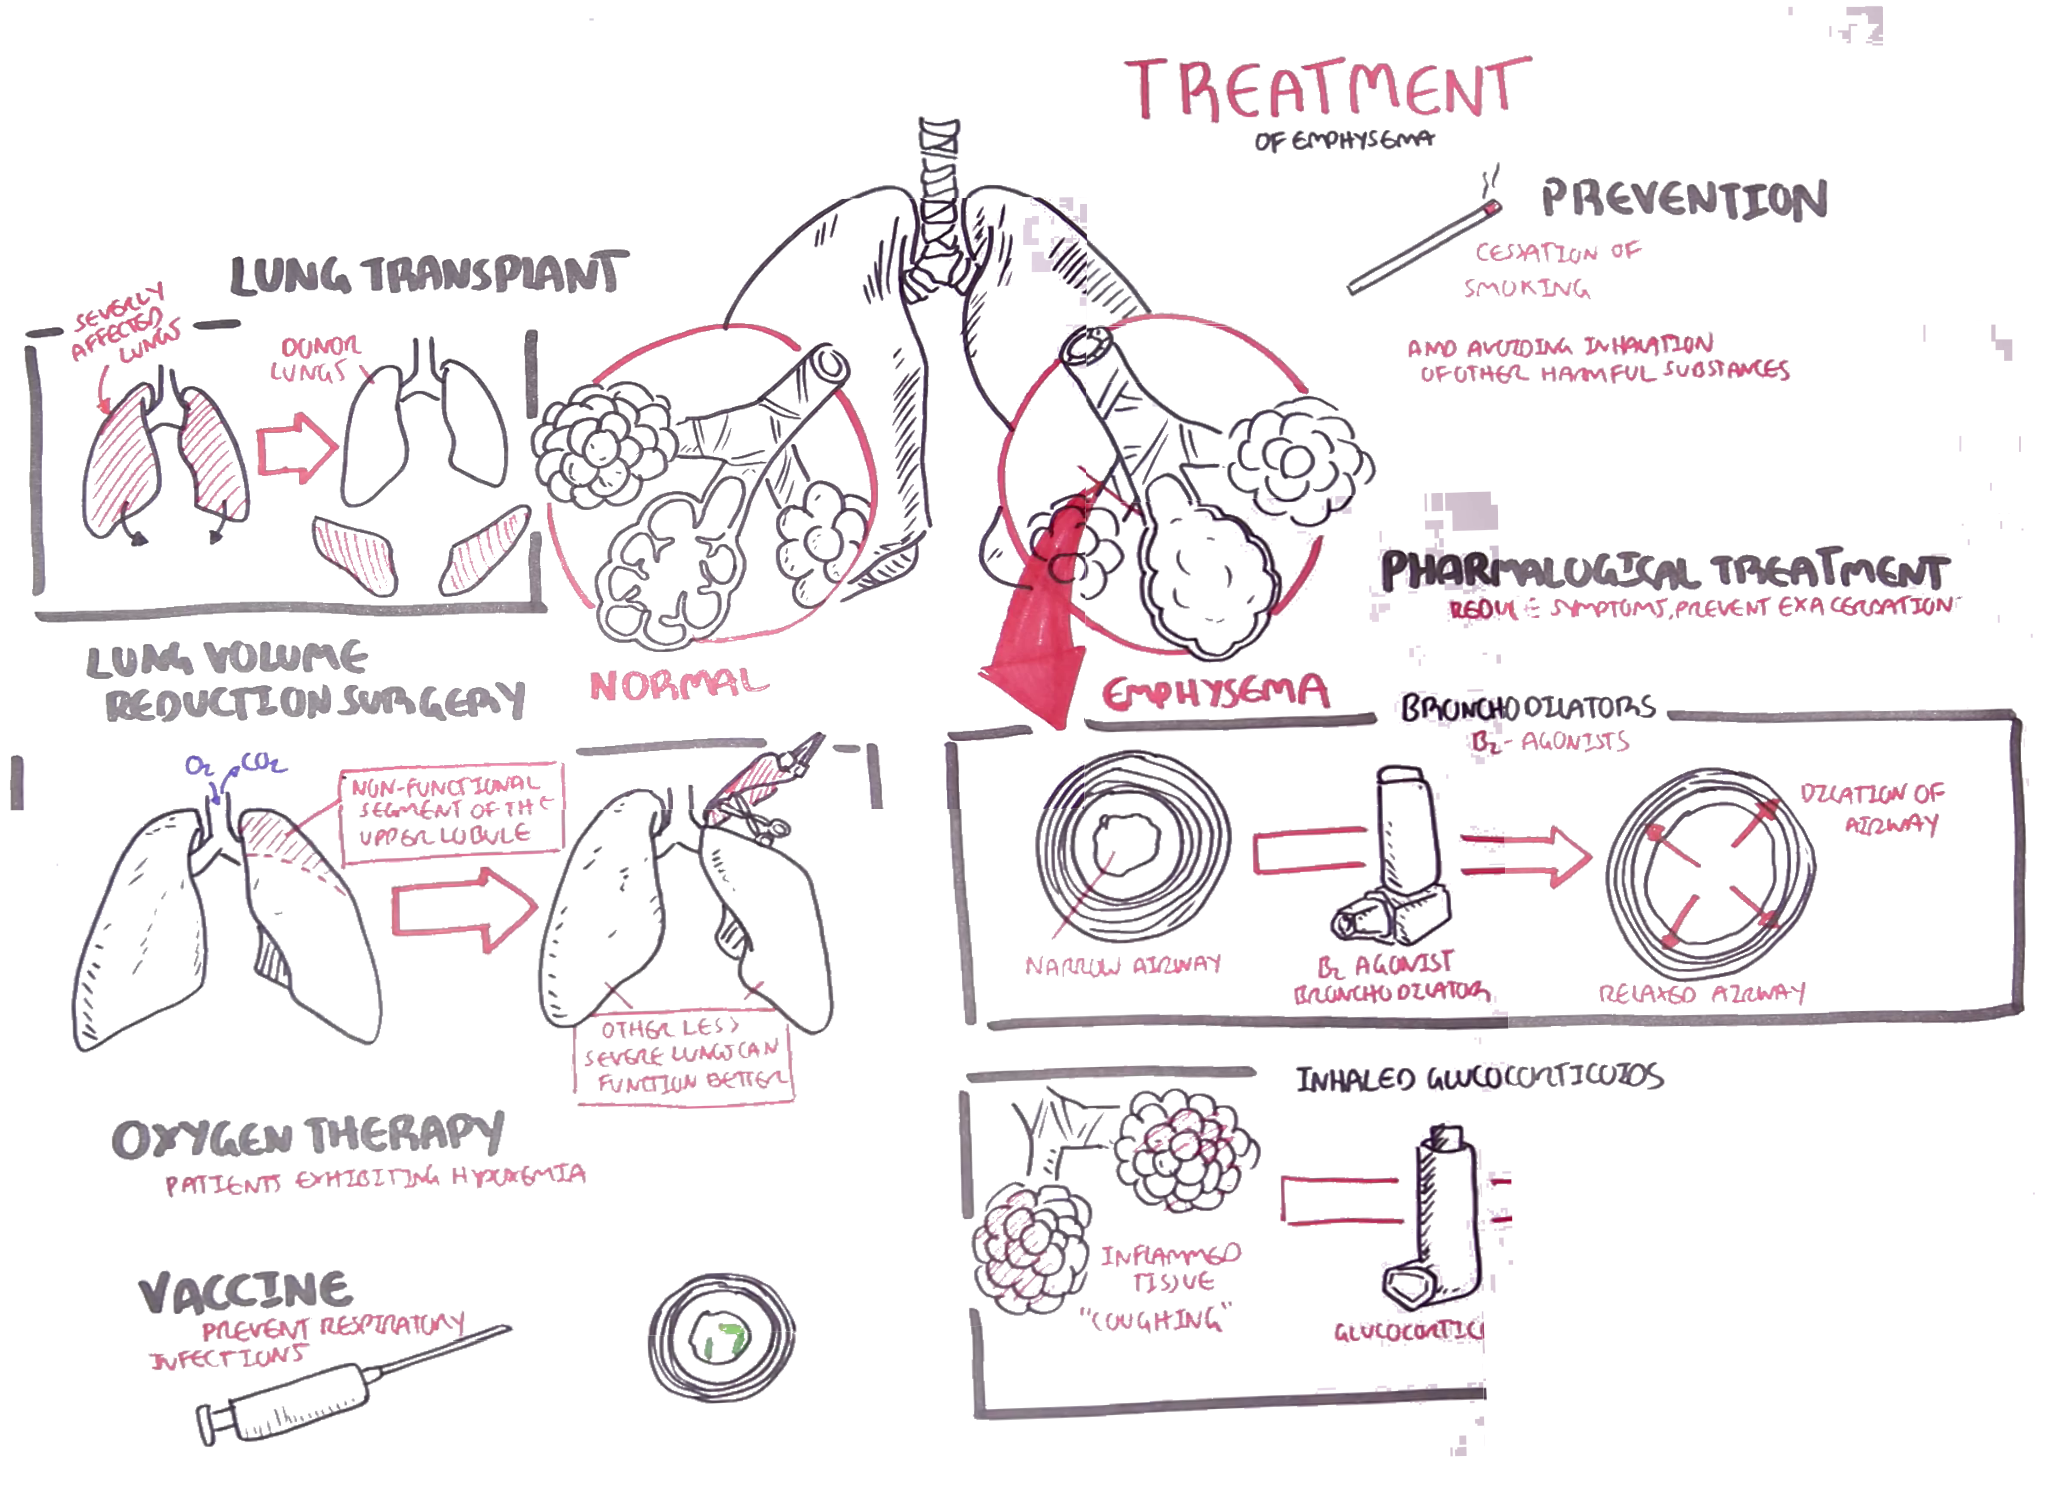 TREATMENT
OF EMPHYSEMA
PREVENTION
CESSATION OF
SMOKING
AND AVOIDING INHALATION
OF OTHER HARMFUL SUBSTANCES
LUNG TRANSPLANT
SEVERLY
AFFECTED
LUNGS
DONOR
LUNGS
LUNG VOLUME
REDUCTION SURGERY
O2
CO2
NON-FUNCTIONAL
SEGMENT OF THE
UPPER LOBULE
OTHER LESS
SEVERE LUNGS CAN
FUNCTION BETTER
OXYGEN THERAPY
PATIENTS EXHIBITING HYPOXEMIA
VACCINE
PREVENT RESPIRATORY
INFECTIONS
NORMAL
EMPHYSEMA
PHARMALOGICAL TREATMENT
REDUCE SYMPTOMS, PREVENT EXACERBATION
BRONCHODILATORS
B2- AGONISTS
NARROW AIRWAY
B2 AGONIST
BRONCHODILATOR
DILATION OF
AIRWAY
RELAXED AIRWAY
INHALED GLUCOCORTICOIDS
INFLAMMED
TISSUE
"COUGHING"
GLUCOCORTIC